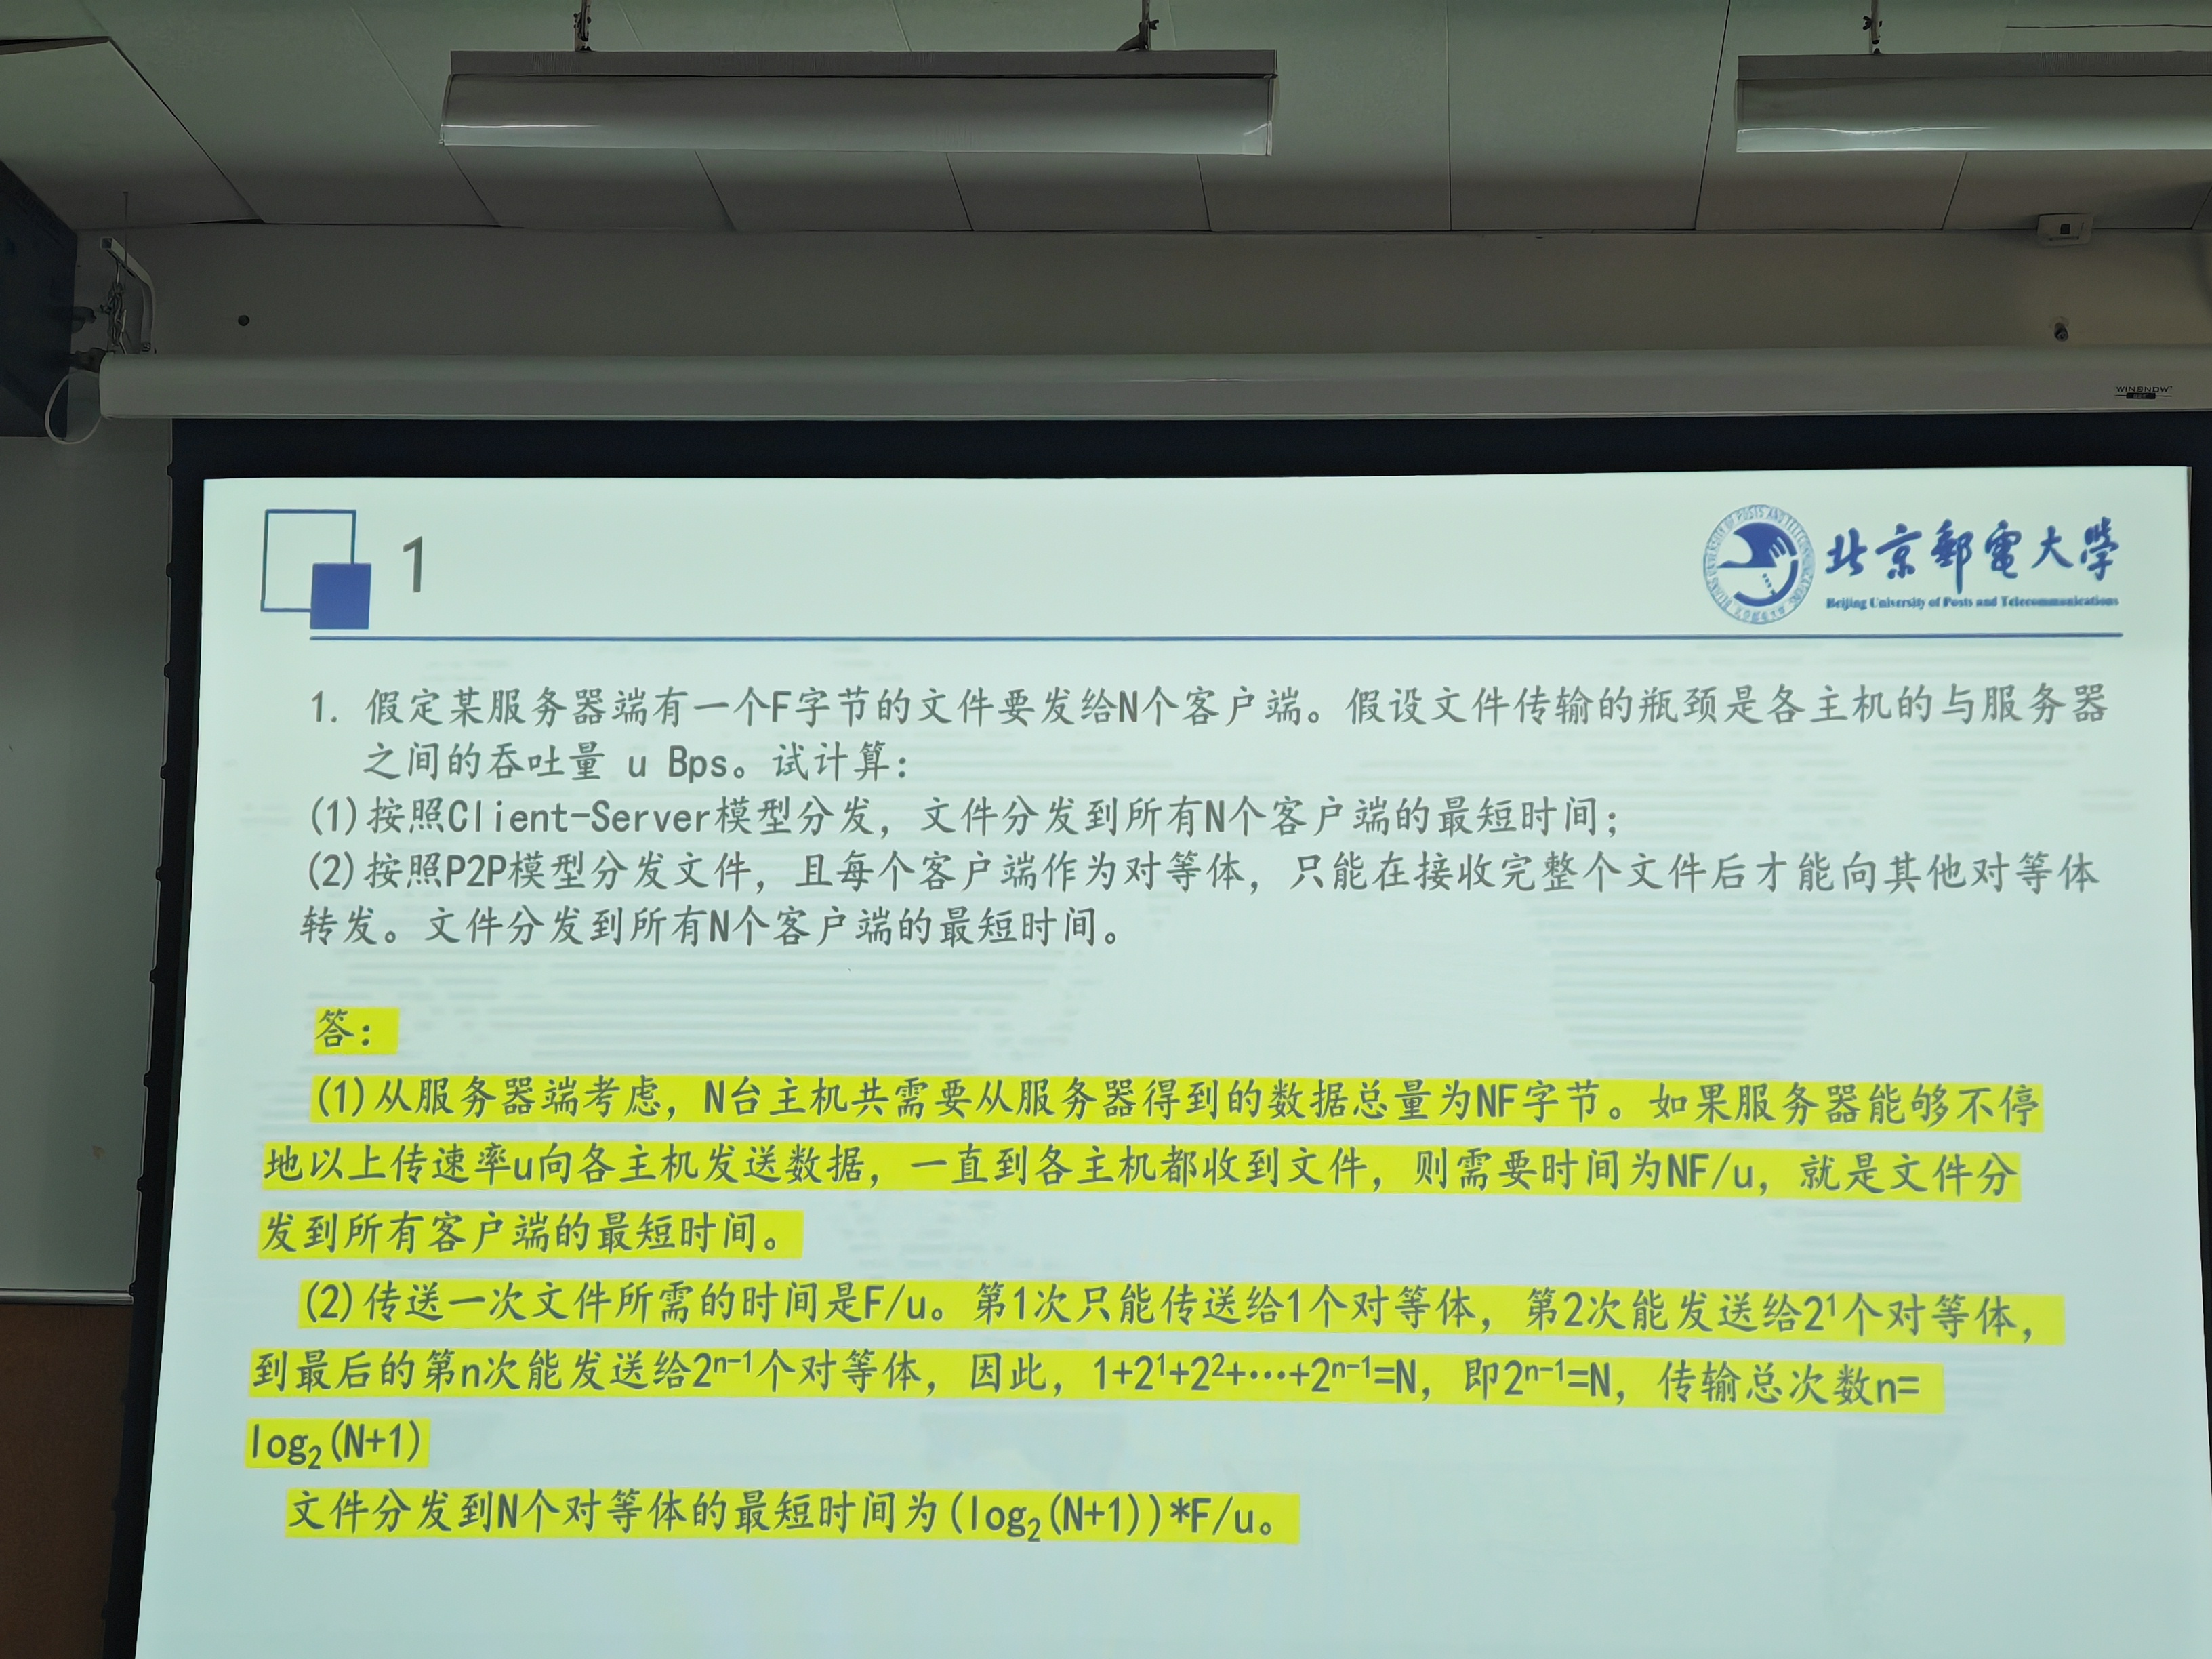 WINSNOW
1
北京郵電大學
Beijing University of Posts and Telecommunications
1. 假定某服务器端有一个F字节的文件要发给N个客户端。假设文件传输的瓶颈是各主机的与服务器
之间的吞吐量 u Bps。试计算：
(1)按照Client-Server模型分发，文件分发到所有N个客户端的最短时间；
(2)按照P2P模型分发文件，且每个客户端作为对等体，只能在接收完整个文件后才能向其他对等体
转发。文件分发到所有N个客户端的最短时间。
答：
(1)从服务器端考虑，N台主机共需要从服务器得到的数据总量为NF字节。如果服务器能够不停
地以上传速率u向各主机发送数据，一直到各主机都收到文件，则需要时间为NF/u，就是文件分
发到所有客户端的最短时间。
(2)传送一次文件所需的时间是F/u。第1次只能传送给1个对等体，第2次能发送给2¹个对等体，
到最后的第n次能发送给2ⁿ⁻¹个对等体，因此，1+2¹+2²+⋯+2ⁿ⁻¹=N，即2ⁿ⁻¹=N，传输总次数n=
log₂(N+1)
文件分发到N个对等体的最短时间为(log₂(N+1))*F/u。